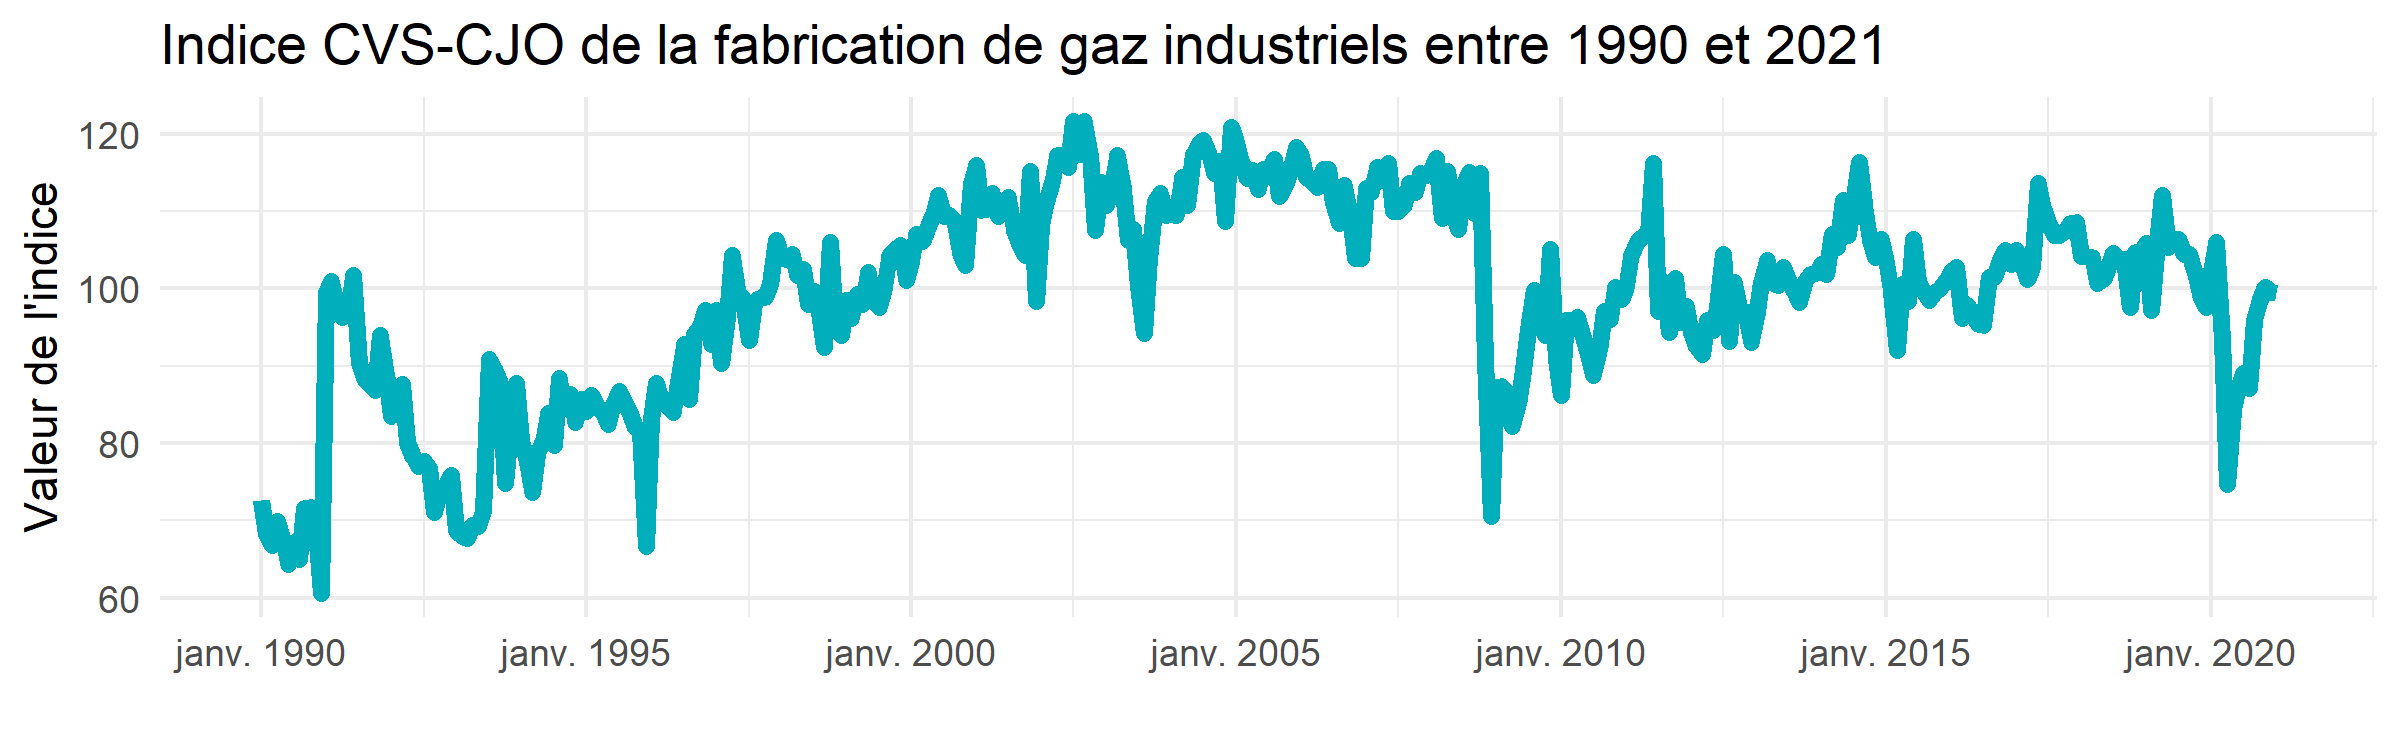 Indice CVS-CJO de la fabrication de gaz industriels entre 1990 et 2021
Valeur de l'indice
120
100
80
60
janv. 1990 janv. 1995 janv. 2000 janv. 2005 janv. 2010 janv. 2015 janv. 2020